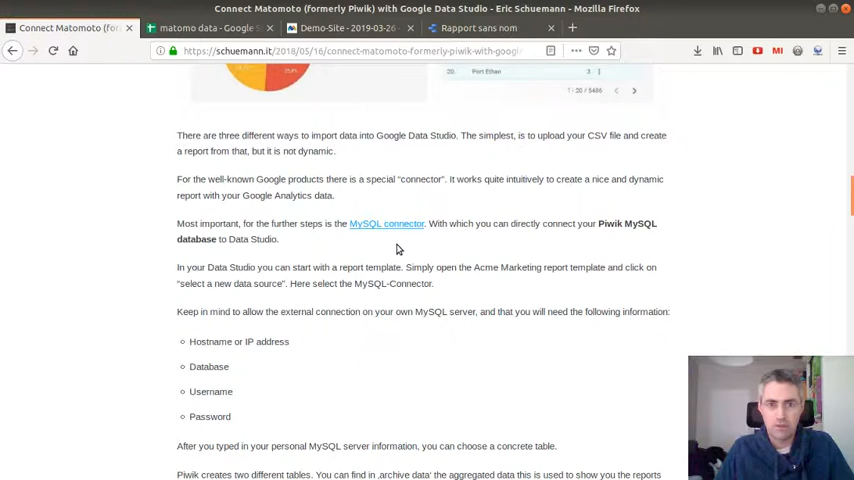 Connect Matomoto (formerly Piwik) with Google Data Studio - Eric Schuemann - Mozilla Firefox
Connect Matomoto (for
matomo data - Google S
Demo-Site - 2019-03-26 -
Rapport sans nom
https://schuemann.it/2018/05/16/connect-matomoto-formerly-piwik-with-goog
20. Port Ethan 3
1 - 20 / 5486
There are three different ways to import data into Google Data Studio. The simplest, is to upload your CSV file and create
a report from that, but it is not dynamic.
For the well-known Google products there is a special “connector”. It works quite intuitively to create a nice and dynamic
report with your Google Analytics data.
Most important, for the further steps is the MySQL connector. With which you can directly connect your Piwik MySQL
database to Data Studio.
In your Data Studio you can start with a report template. Simply open the Acme Marketing report template and click on
“select a new data source”. Here select the MySQL-Connector.
Keep in mind to allow the external connection on your own MySQL server, and that you will need the following information:
Hostname or IP address
Database
Username
Password
After you typed in your personal MySQL server information, you can choose a concrete table.
Piwik creates two different tables. You can find in ‚archive data‘ the aggregated data this is used to show you the reports